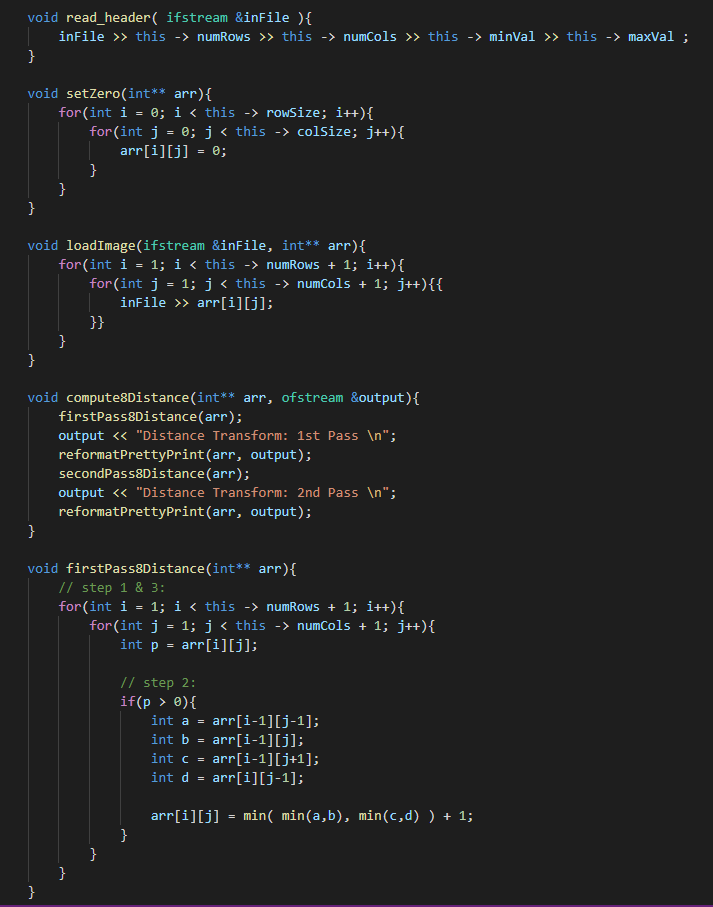 void read_header( ifstream &inFile ){
    inFile >> this -> numRows >> this -> numCols >> this -> minVal >> this -> maxVal ;
}

void setZero(int** arr){
    for(int i = 0; i < this -> rowSize; i++){
        for(int j = 0; j < this -> colSize; j++){
            arr[i][j] = 0;
        }
    }
}

void loadImage(ifstream &inFile, int** arr){
    for(int i = 1; i < this -> numRows + 1; i++){
        for(int j = 1; j < this -> numCols + 1; j++){{
            inFile >> arr[i][j];
        }}
    }
}

void compute8Distance(int** arr, ofstream &output){
    firstPass8Distance(arr);
    output << "Distance Transform: 1st Pass \n";
    reformatPrettyPrint(arr, output);
    secondPass8Distance(arr);
    output << "Distance Transform: 2nd Pass \n";
    reformatPrettyPrint(arr, output);
}

void firstPass8Distance(int** arr){
    // step 1 & 3:
    for(int i = 1; i < this -> numRows + 1; i++){
        for(int j = 1; j < this -> numCols + 1; j++){
            int p = arr[i][j];

            // step 2:
            if(p > 0){
                int a = arr[i-1][j-1];
                int b = arr[i-1][j];
                int c = arr[i-1][j+1];
                int d = arr[i][j-1];

                arr[i][j] = min( min(a,b), min(c,d) ) + 1;
            }
        }
    }
}